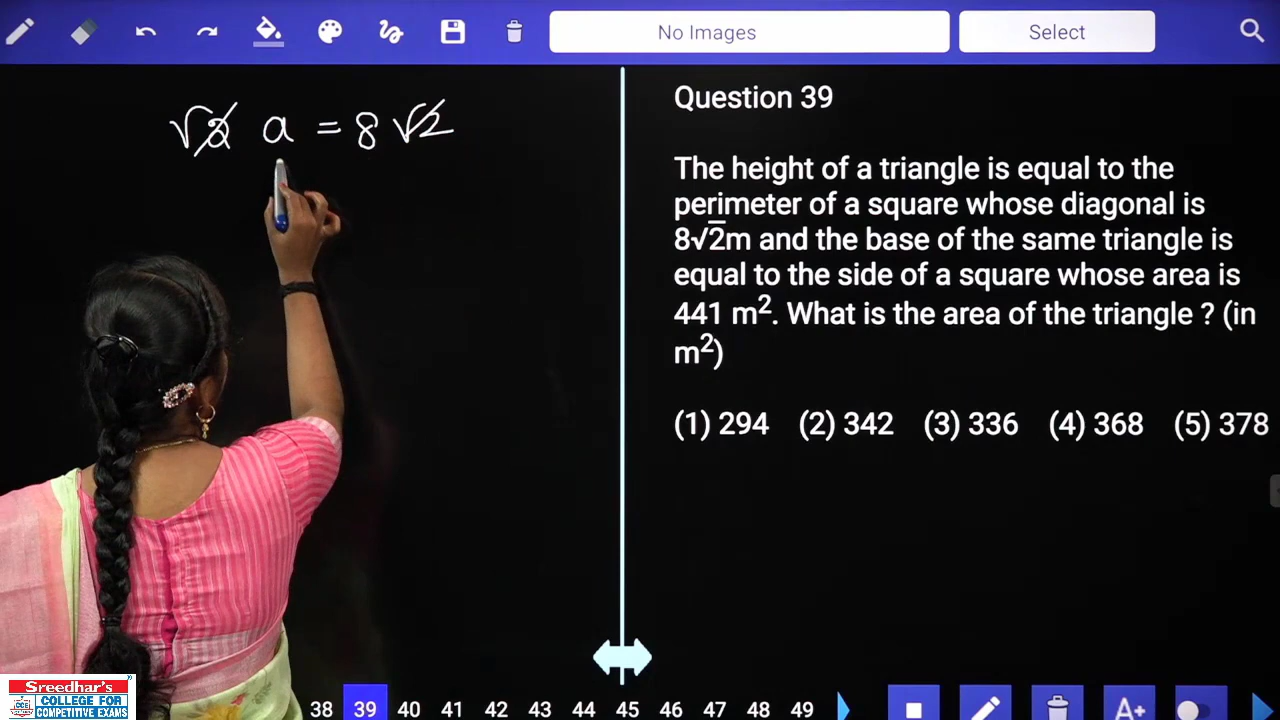 No Images
Select
√2 a = 8√2
Question 39
The height of a triangle is equal to the
perimeter of a square whose diagonal is
8√2m and the base of the same triangle is
equal to the side of a square whose area is
441 m². What is the area of the triangle ? (in
m²)
(1) 294 (2) 342 (3) 336 (4) 368 (5) 378
Sreedhar's
CCE
COLLEGE FOR
COMPETITIVE EXAMS
38 39 40 41 42 43 44 45 46 47 48 49
A+